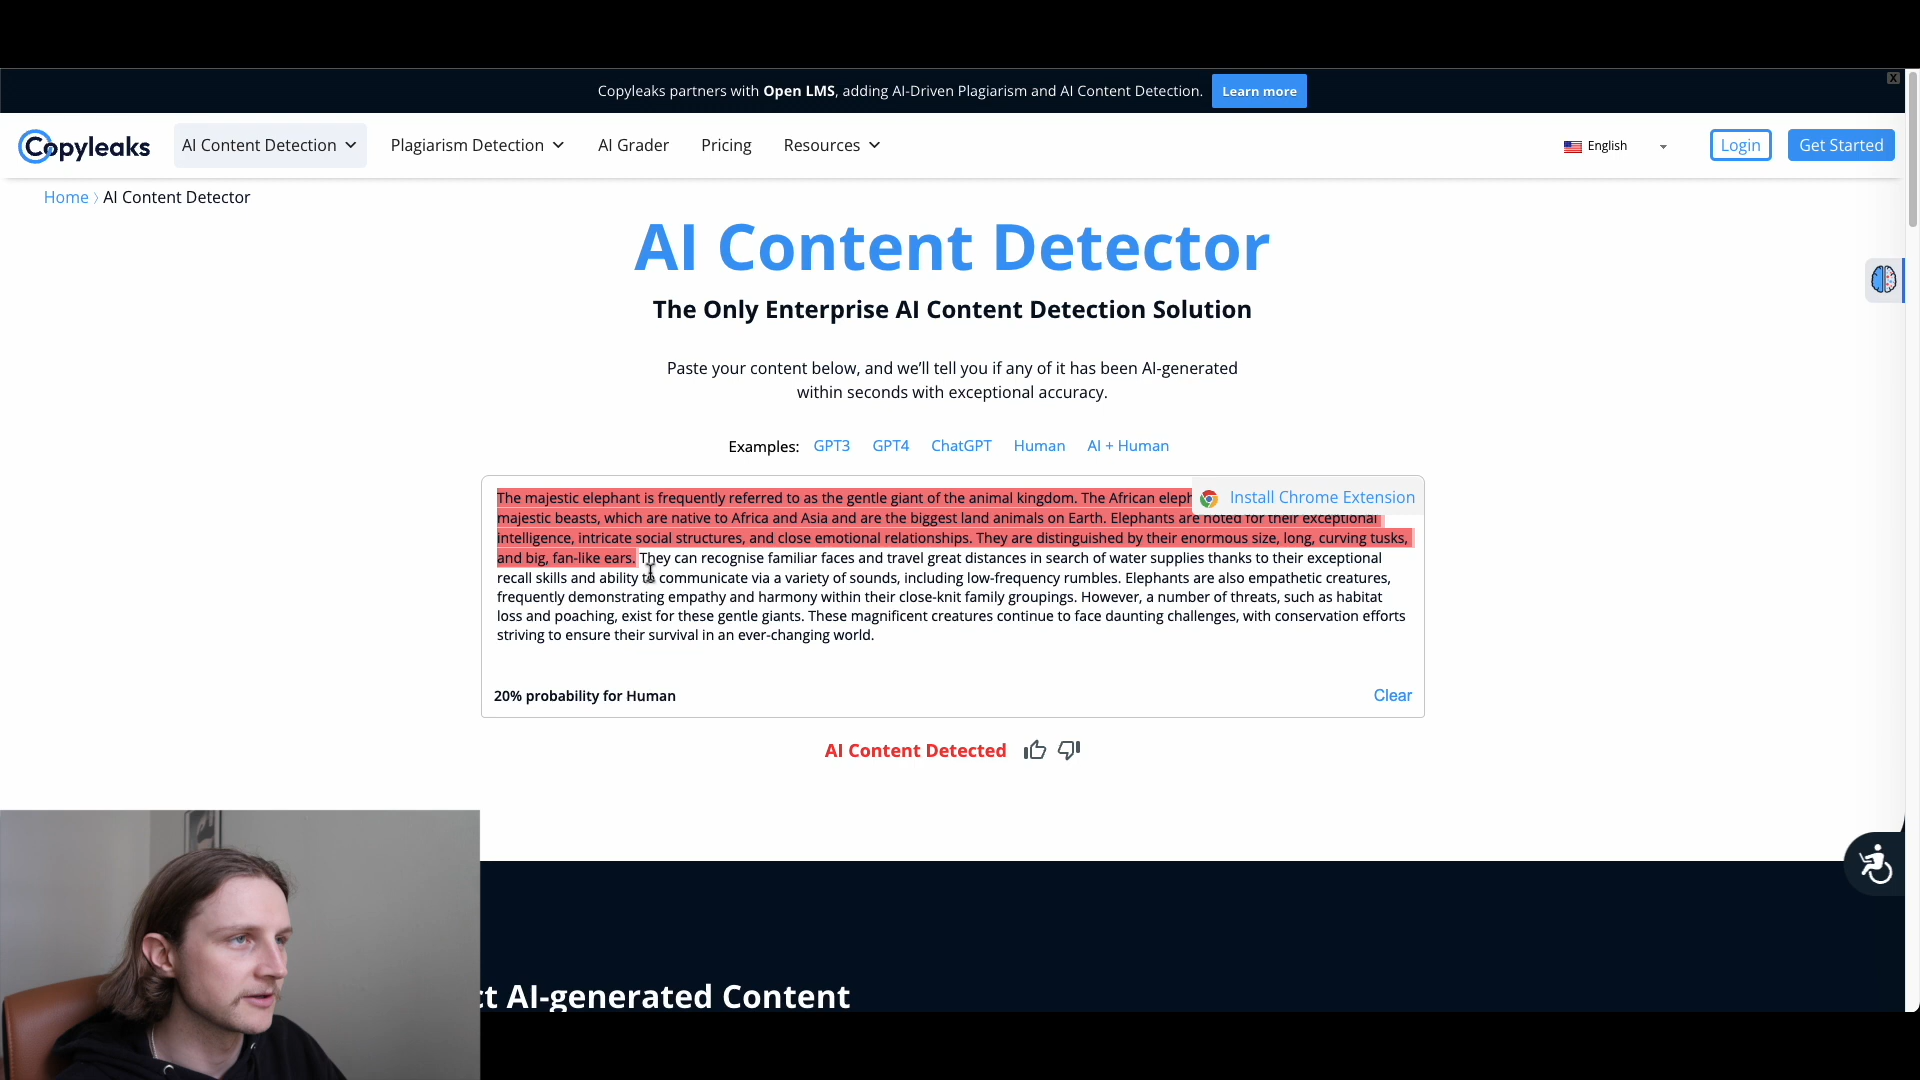 Copyleaks partners with Open LMS, adding AI-Driven Plagiarism and AI Content Detection. Learn more
X
Copyleaks AI Content Detection Plagiarism Detection AI Grader Pricing Resources English Login Get Started
Home › AI Content Detector
AI Content Detector
The Only Enterprise AI Content Detection Solution
Paste your content below, and we’ll tell you if any of it has been AI-generated
within seconds with exceptional accuracy.
Examples: GPT3 GPT4 ChatGPT Human AI + Human
The majestic elephant is frequently referred to as the gentle giant of the animal kingdom. The African eleph
Install Chrome Extension
majestic beasts, which are native to Africa and Asia and are the biggest land animals on Earth. Elephants are noted for their exceptional
intelligence, intricate social structures, and close emotional relationships. They are distinguished by their enormous size, long, curving tusks,
and big, fan-like ears. They can recognise familiar faces and travel great distances in search of water supplies thanks to their exceptional
recall skills and ability to communicate via a variety of sounds, including low-frequency rumbles. Elephants are also empathetic creatures,
frequently demonstrating empathy and harmony within their close-knit family groupings. However, a number of threats, such as habitat
loss and poaching, exist for these gentle giants. These magnificent creatures continue to face daunting challenges, with conservation efforts
striving to ensure their survival in an ever-changing world.
20% probability for Human Clear
AI Content Detected
ct AI-generated Content